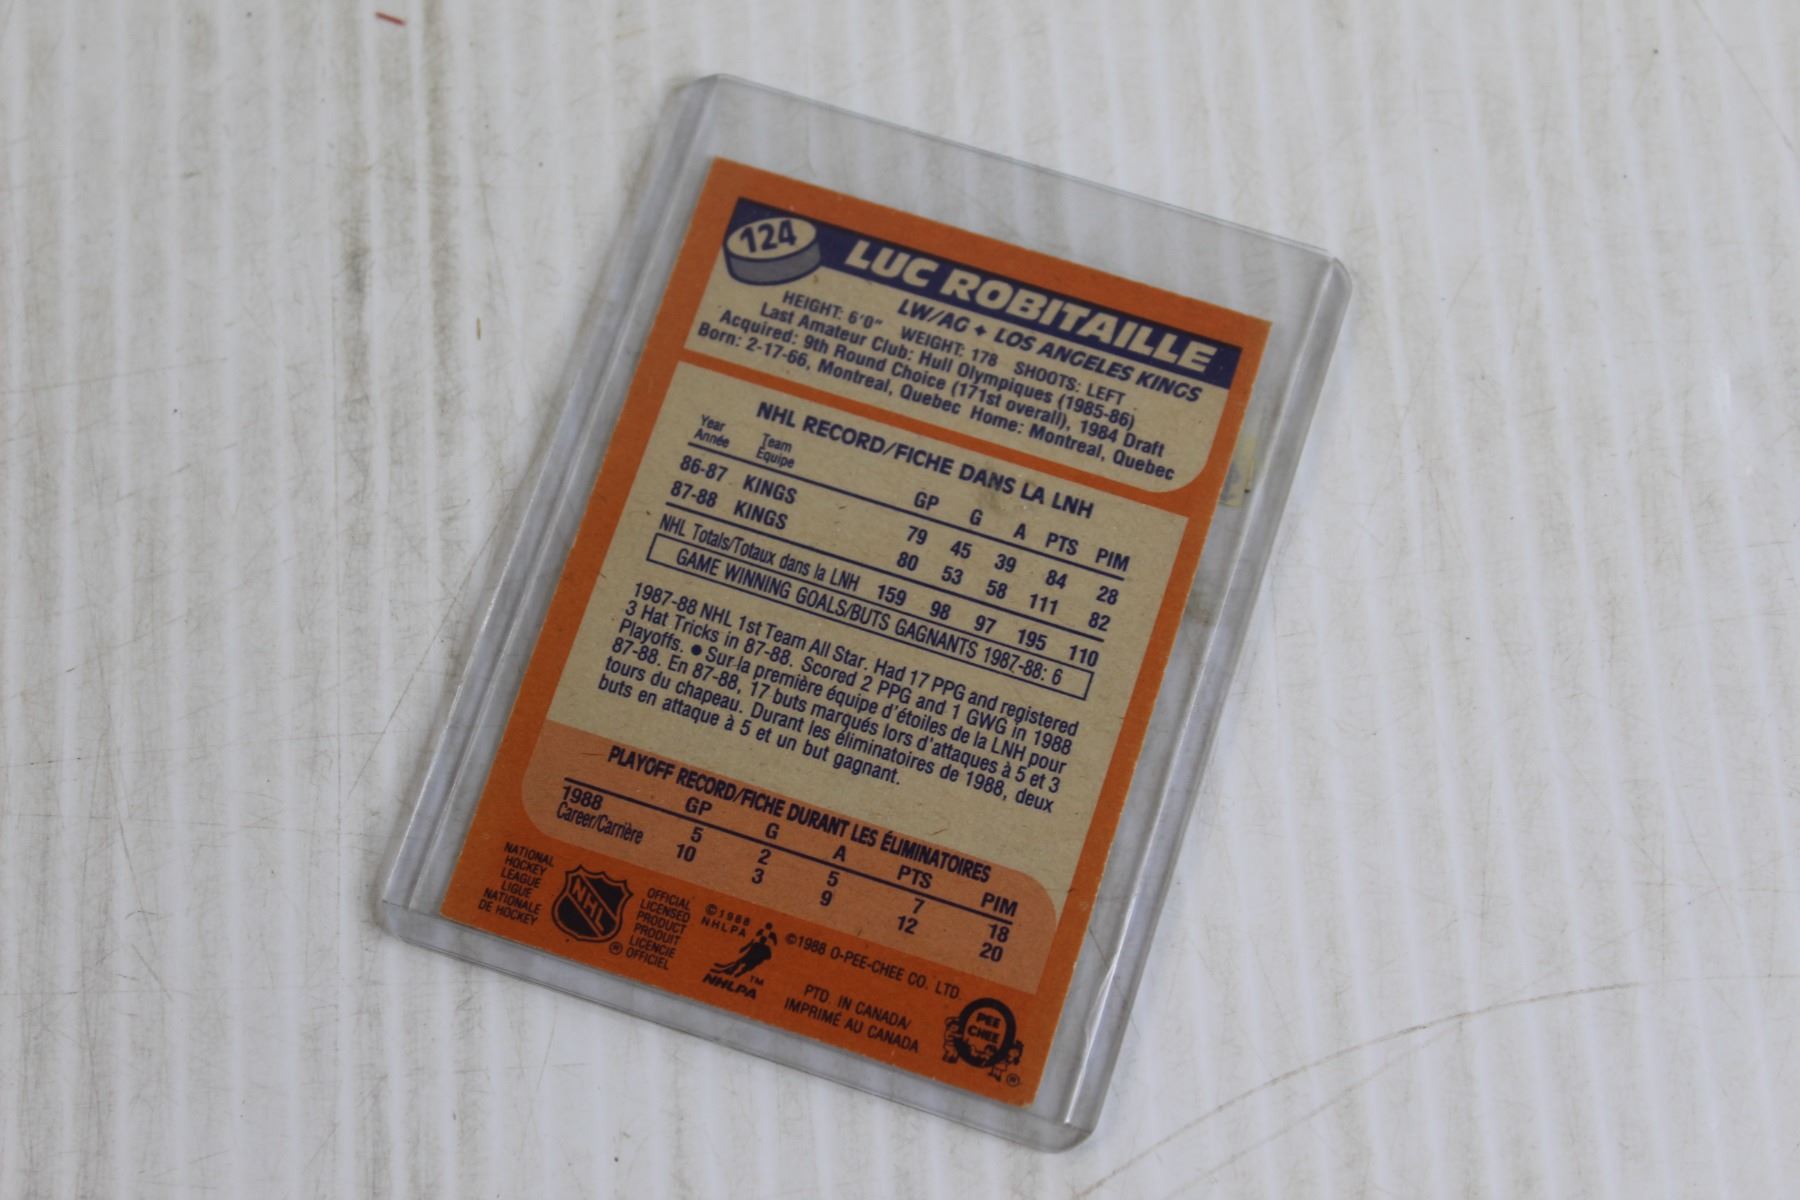 124
LUC ROBITAILLE
LW/AG ✦ LOS ANGELES KINGS
HEIGHT: 6'0" WEIGHT: 178 SHOOTS: LEFT
Last Amateur Club: Hull Olympiques (1985-86)
Acquired: 9th Round Choice (171st overall), 1984 Draft
Born: 2-17-66, Montreal, Quebec Home: Montreal, Quebec
NHL RECORD/FICHE DANS LA LNH
Year Team GP G A PTS PIM
Année Équipe
86-87 KINGS 79 45 39 84 28
87-88 KINGS 80 53 58 111 82
NHL Totals/Totaux dans la LNH 159 98 97 195 110
GAME WINNING GOALS/BUTS GAGNANTS 1987-88: 6
1987-88 NHL 1st Team All Star. Had 17 PPG and registered
3 Hat Tricks in 87-88. Scored 2 PPG and 1 GWG in 1988
Playoffs. ● Sur la première équipe d'étoiles de la LNH pour
87-88. En 87-88, 17 buts marqués lors d'attaques à 5 et 3
tours du chapeau. Durant les éliminatoires de 1988, deux
buts en attaque à 5 et un but gagnant.
PLAYOFF RECORD/FICHE DURANT LES ÉLIMINATOIRES
GP G A PTS PIM
1988 5 2 5 7 18
Career/Carrière 10 3 9 12 20
NATIONAL
HOCKEY
LEAGUE
LIGUE
NATIONALE
DE HOCKEY
NHL
®
OFFICIAL
LICENSED
PRODUCT
PRODUIT
LICENCIE
OFFICIEL
©1988
NHLPA
NHLPA ™
©1988 O-PEE-CHEE CO. LTD.
PTD. IN CANADA/
IMPRIMÉ AU CANADA
PEE
CHEE
®